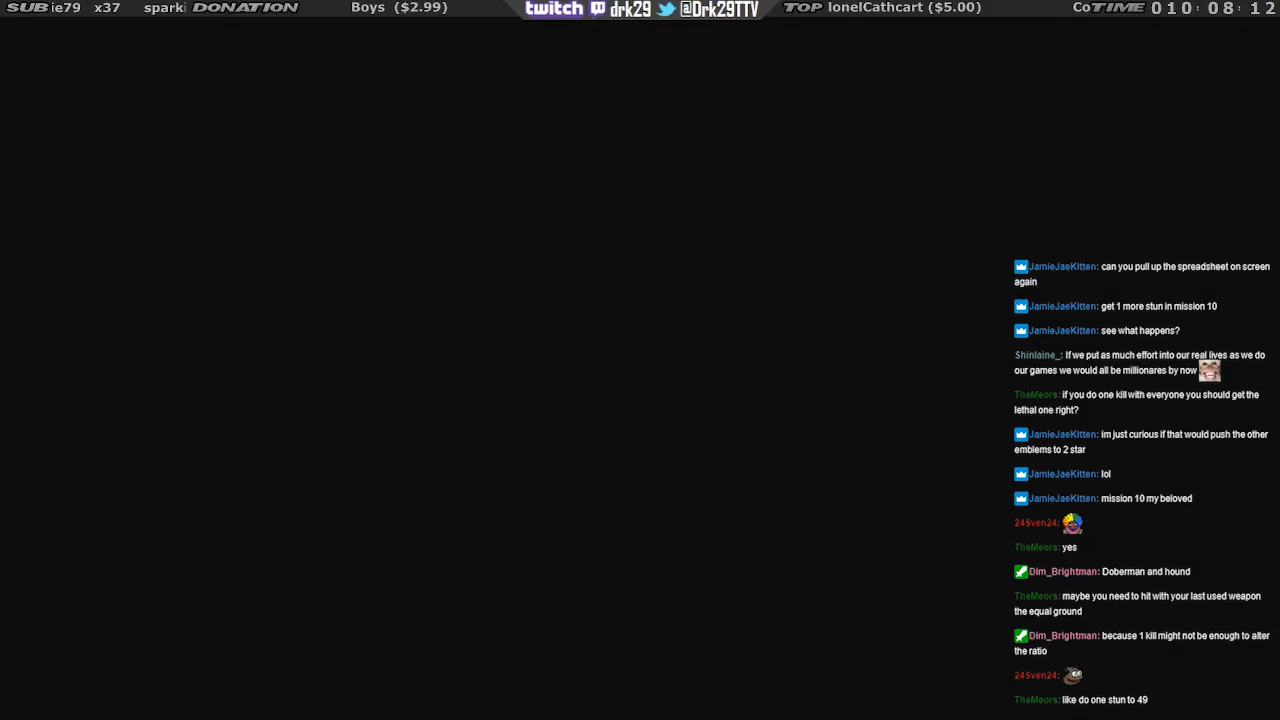 SUB ie79 x37 sparki DONATION Boys ($2.99) twitch drk29 @Drk29TTV TOP lonelCathcart ($5.00) Co TIME 010:08:12
JamieJaeKitten: can you pull up the spreadsheet on screen
again
JamieJaeKitten: get 1 more stun in mission 10
JamieJaeKitten: see what happens?
Shinlaine_: If we put as much effort into our real lives as we do
our games we would all be millionares by now
TheMeors: if you do one kill with everyone you should get the
lethal one right?
JamieJaeKitten: im just curious if that would push the other
emblems to 2 star
JamieJaeKitten: lol
JamieJaeKitten: mission 10 my beloved
24Sven24:
TheMeors: yes
Dim_Brightman: Doberman and hound
TheMeors: maybe you need to hit with your last used weapon
the equal ground
Dim_Brightman: because 1 kill might not be enough to alter
the ratio
24Sven24:
TheMeors: like do one stun to 49